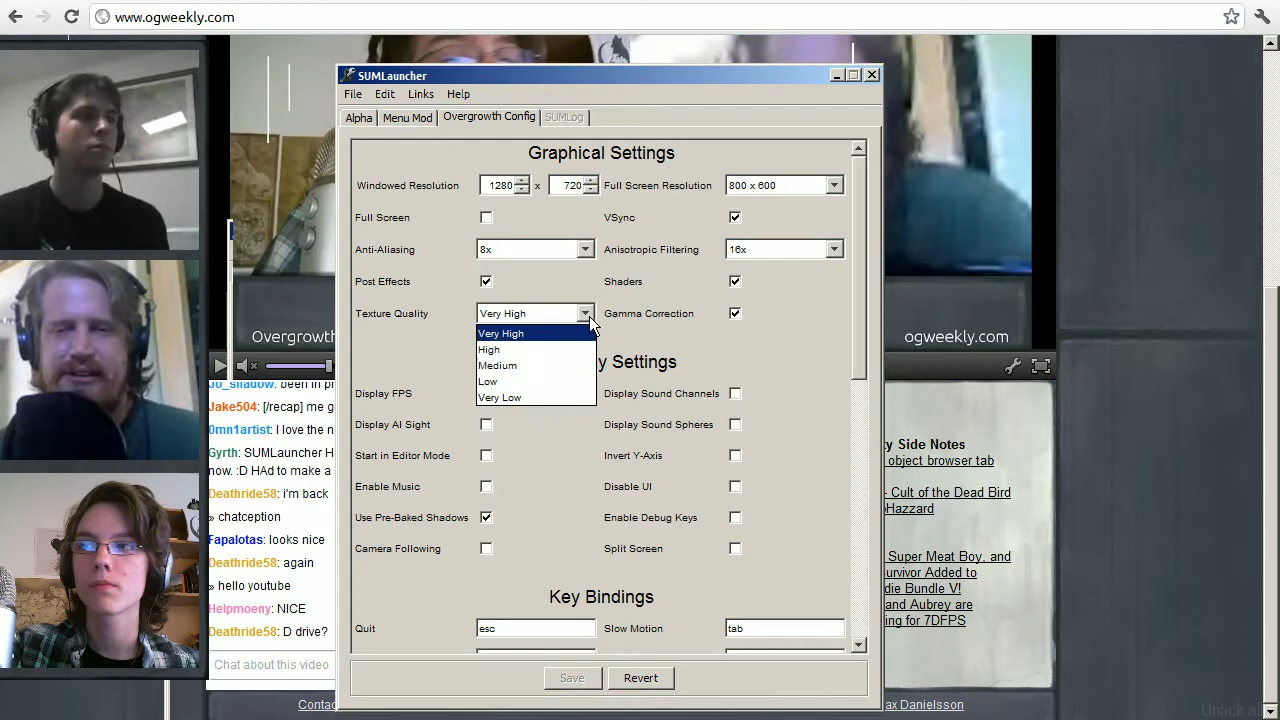 www.ogweekly.com
SUMLauncher
File Edit Links Help
Alpha Menu Mod Overgrowth Config SUMLog
Graphical Settings
Windowed Resolution 1280 x 720 Full Screen Resolution 800 x 600
Full Screen VSync
Anti-Aliasing 8x Anisotropic Filtering 16x
Post Effects Shaders
Texture Quality Very High Gamma Correction
Very High
High
Medium
Low
Very Low
y Settings
Display FPS Display Sound Channels
Display AI Sight Display Sound Spheres
Start in Editor Mode Invert Y-Axis
Enable Music Disable UI
Use Pre-Baked Shadows Enable Debug Keys
Camera Following Split Screen
Key Bindings
Quit esc Slow Motion tab
Save Revert
Overgrowth
ogweekly.com
Jo_shadow: been in p
Jake504: [/recap] me g
0mn1artist: I love the n
Gyrth: SUMLauncher H
now. :D HAd to make a
Deathride58: i'm back
» chatception
Fapalotas: looks nice
Deathride58: again
» hello youtube
Helpmoeny: NICE
Deathride58: D drive?
Chat about this video
ty Side Notes
object browser tab
- Cult of the Dead Bird
Hazzard
Super Meat Boy, and
urvivor Added to
die Bundle V!
and Aubrey are
ng for 7DFPS
Contac
ax Danielsson
Untick al